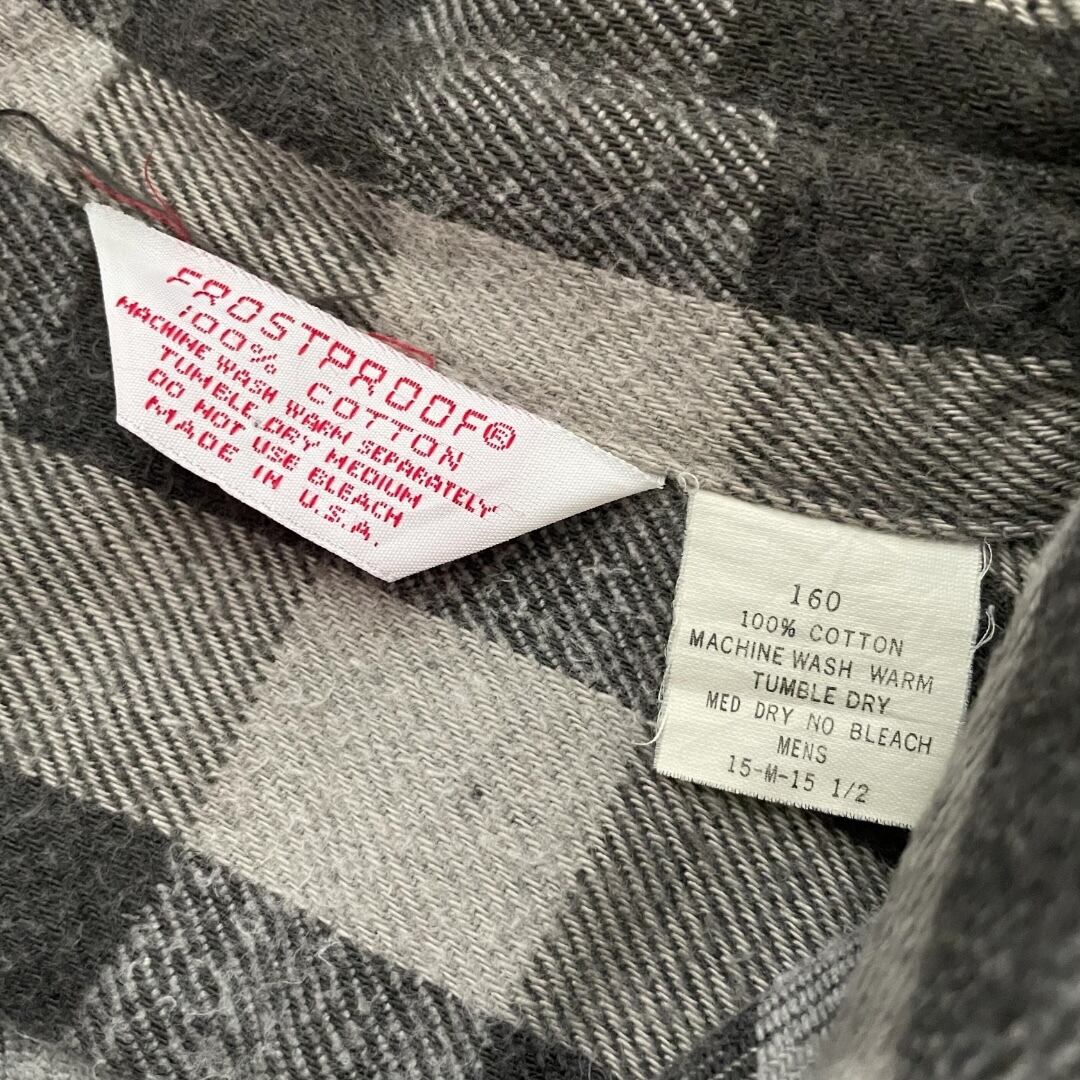 FROSTPROOF®
100% COTTON
MACHINE WASH WARM SEPARATELY
TUMBLE DRY MEDIUM
DO NOT USE BLEACH
MADE IN U.S.A.
160
100% COTTON
MACHINE WASH WARM
TUMBLE DRY
MED DRY NO BLEACH
MENS
15-M-15 1/2